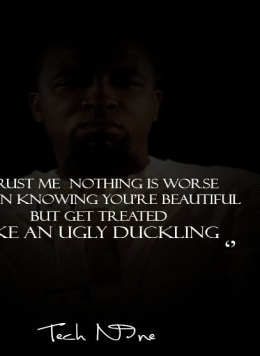 RUST ME NOTHING IS WORSE
N KNOWING YOU'RE BEAUTIFUL
BUT GET TREATED
KE AN UGLY DUCKLING ”
Tech N9ne